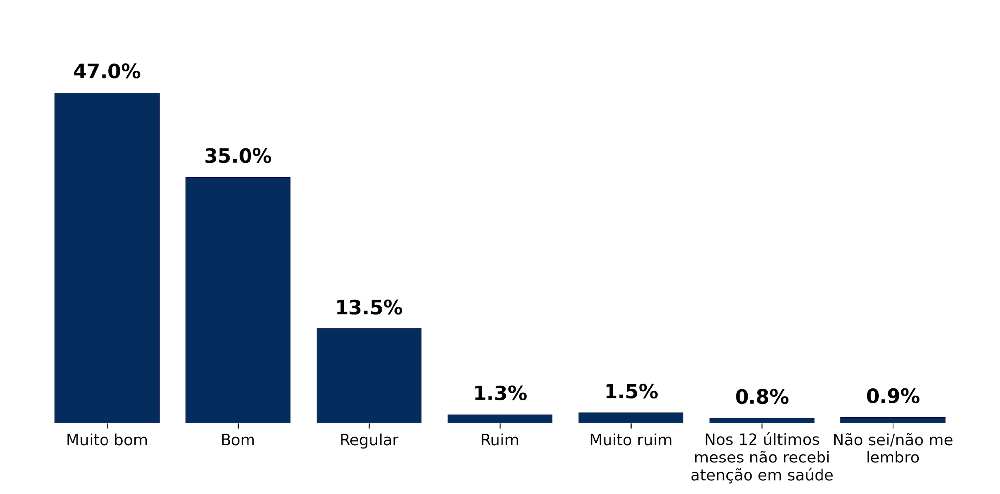 47.0%
35.0%
13.5%
1.3%
1.5%
0.8%
0.9%
Muito bom
Bom
Regular
Ruim
Muito ruim
Nos 12 últimos
meses não recebi
atenção em saúde
Não sei/não me
lembro